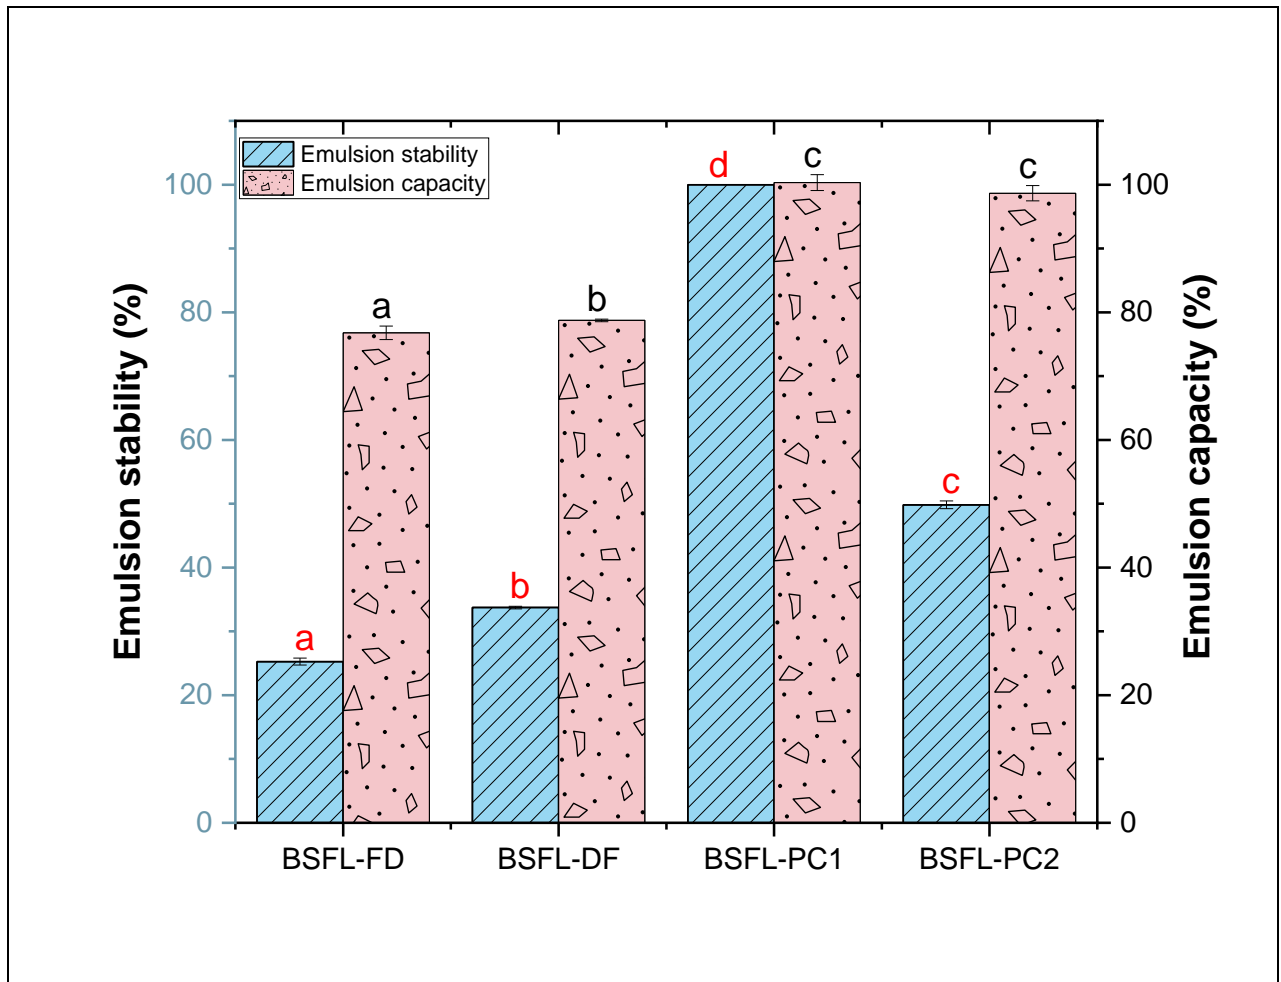 Emulsion stability
Emulsion capacity
d
c
c
a
b
c
b
a
100
80
60
40
20
0
100
80
60
40
20
0
Emulsion stability (%)
Emulsion capacity (%)
BSFL-FD
BSFL-DF
BSFL-PC1
BSFL-PC2